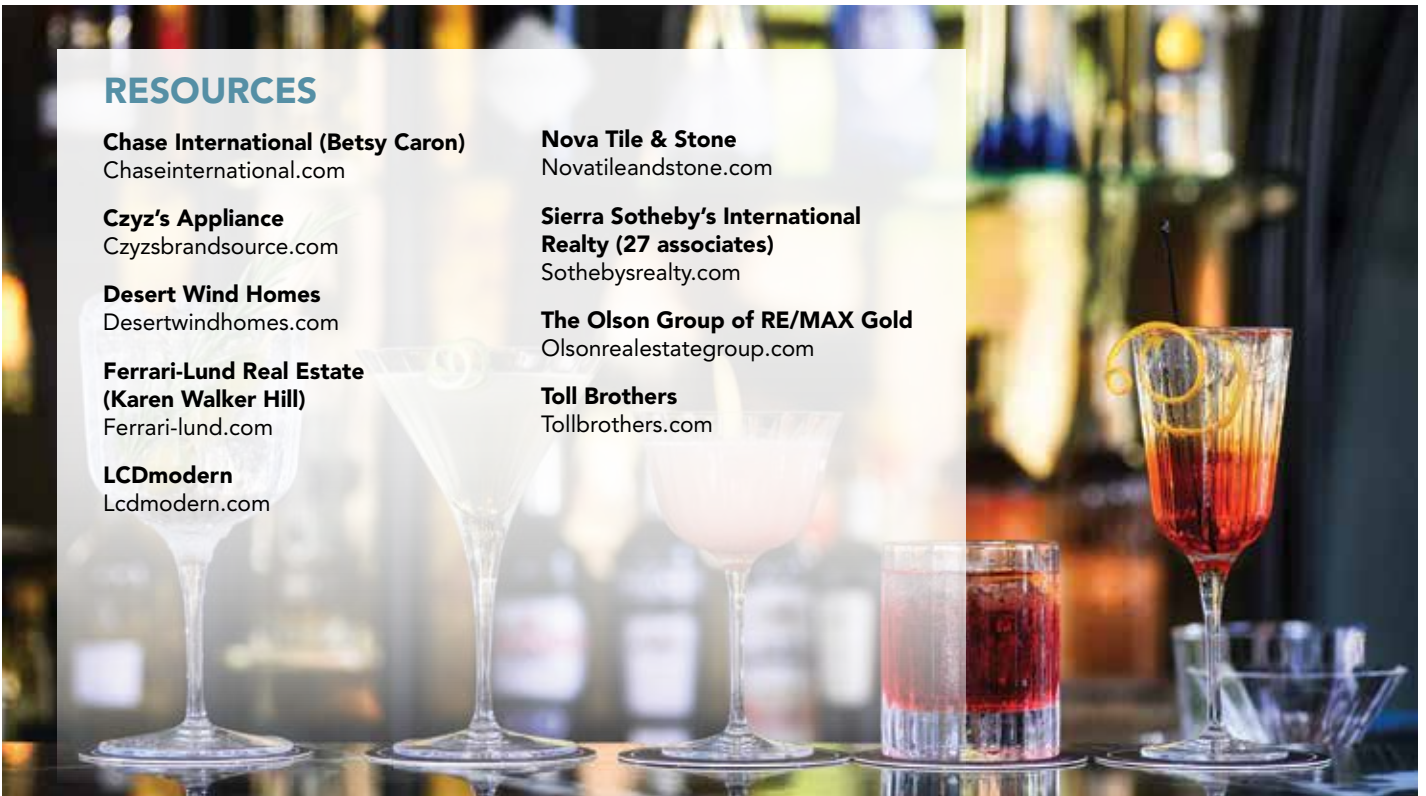 RESOURCES
Chase International (Betsy Caron)
Chaseinternational.com
Czyz’s Appliance
Czyzsbrandsource.com
Desert Wind Homes
Desertwindhomes.com
Ferrari-Lund Real Estate
(Karen Walker Hill)
Ferrari-lund.com
LCDmodern
Lcdmodern.com
Nova Tile & Stone
Novatileandstone.com
Sierra Sotheby’s International
Realty (27 associates)
Sothebysrealty.com
The Olson Group of RE/MAX Gold
Olsonrealestategroup.com
Toll Brothers
Tollbrothers.com